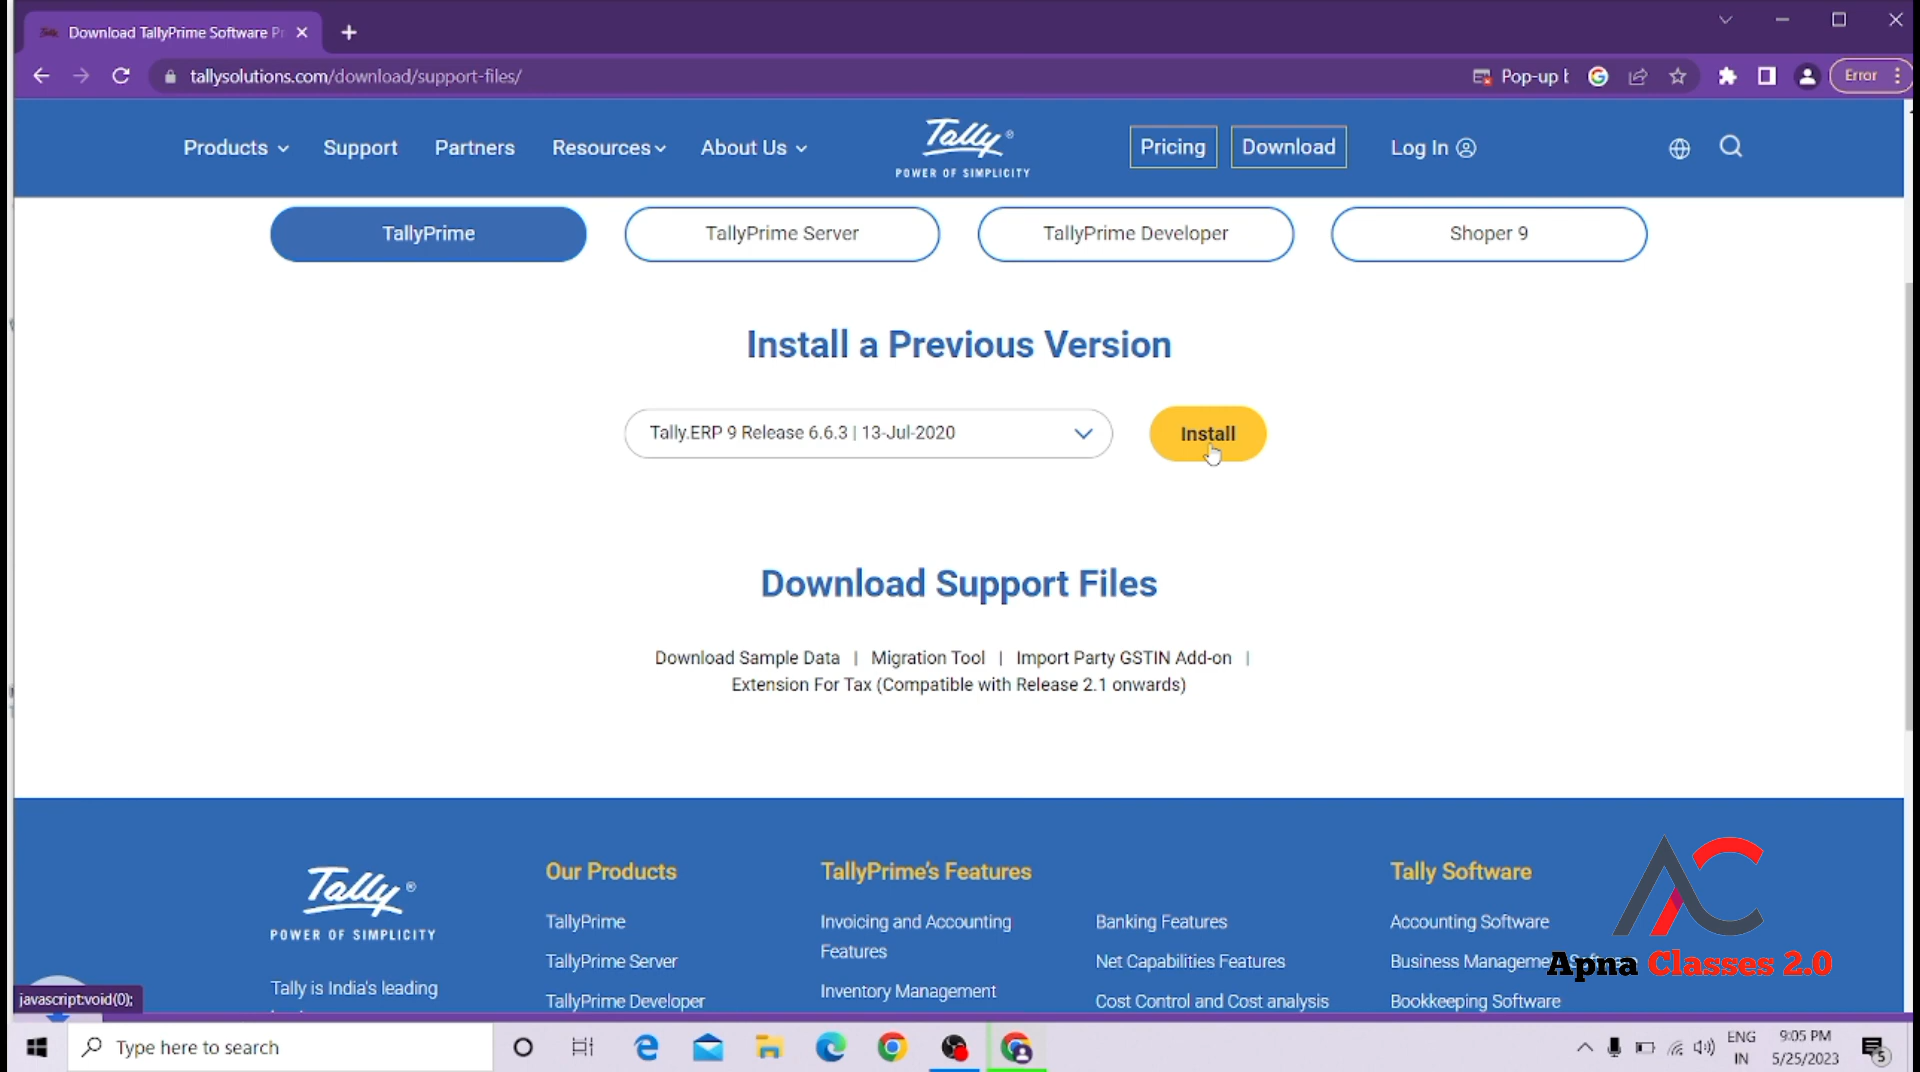 Download TallyPrime Software Pr
tallysolutions.com/download/support-files/
Pop-up b
Error
Products
Support
Partners
Resources
About Us
Tally®
POWER OF SIMPLICITY
Pricing
Download
Log In
TallyPrime
TallyPrime Server
TallyPrime Developer
Shoper 9
Install a Previous Version
Tally.ERP 9 Release 6.6.3 | 13-Jul-2020
Install
Download Support Files
Download Sample Data | Migration Tool | Import Party GSTIN Add-on |
Extension For Tax (Compatible with Release 2.1 onwards)
Tally®
POWER OF SIMPLICITY
Tally is India's leading
Our Products
TallyPrime
TallyPrime Server
TallyPrime Developer
TallyPrime's Features
Invoicing and Accounting
Features
Inventory Management
Banking Features
Net Capabilities Features
Cost Control and Cost analysis
Tally Software
Accounting Software
Business Management
Bookkeeping Software
AC
Apna Classes 2.0
javascript:void(0);
Type here to search
ENG
IN
9:05 PM
5/25/2023
5